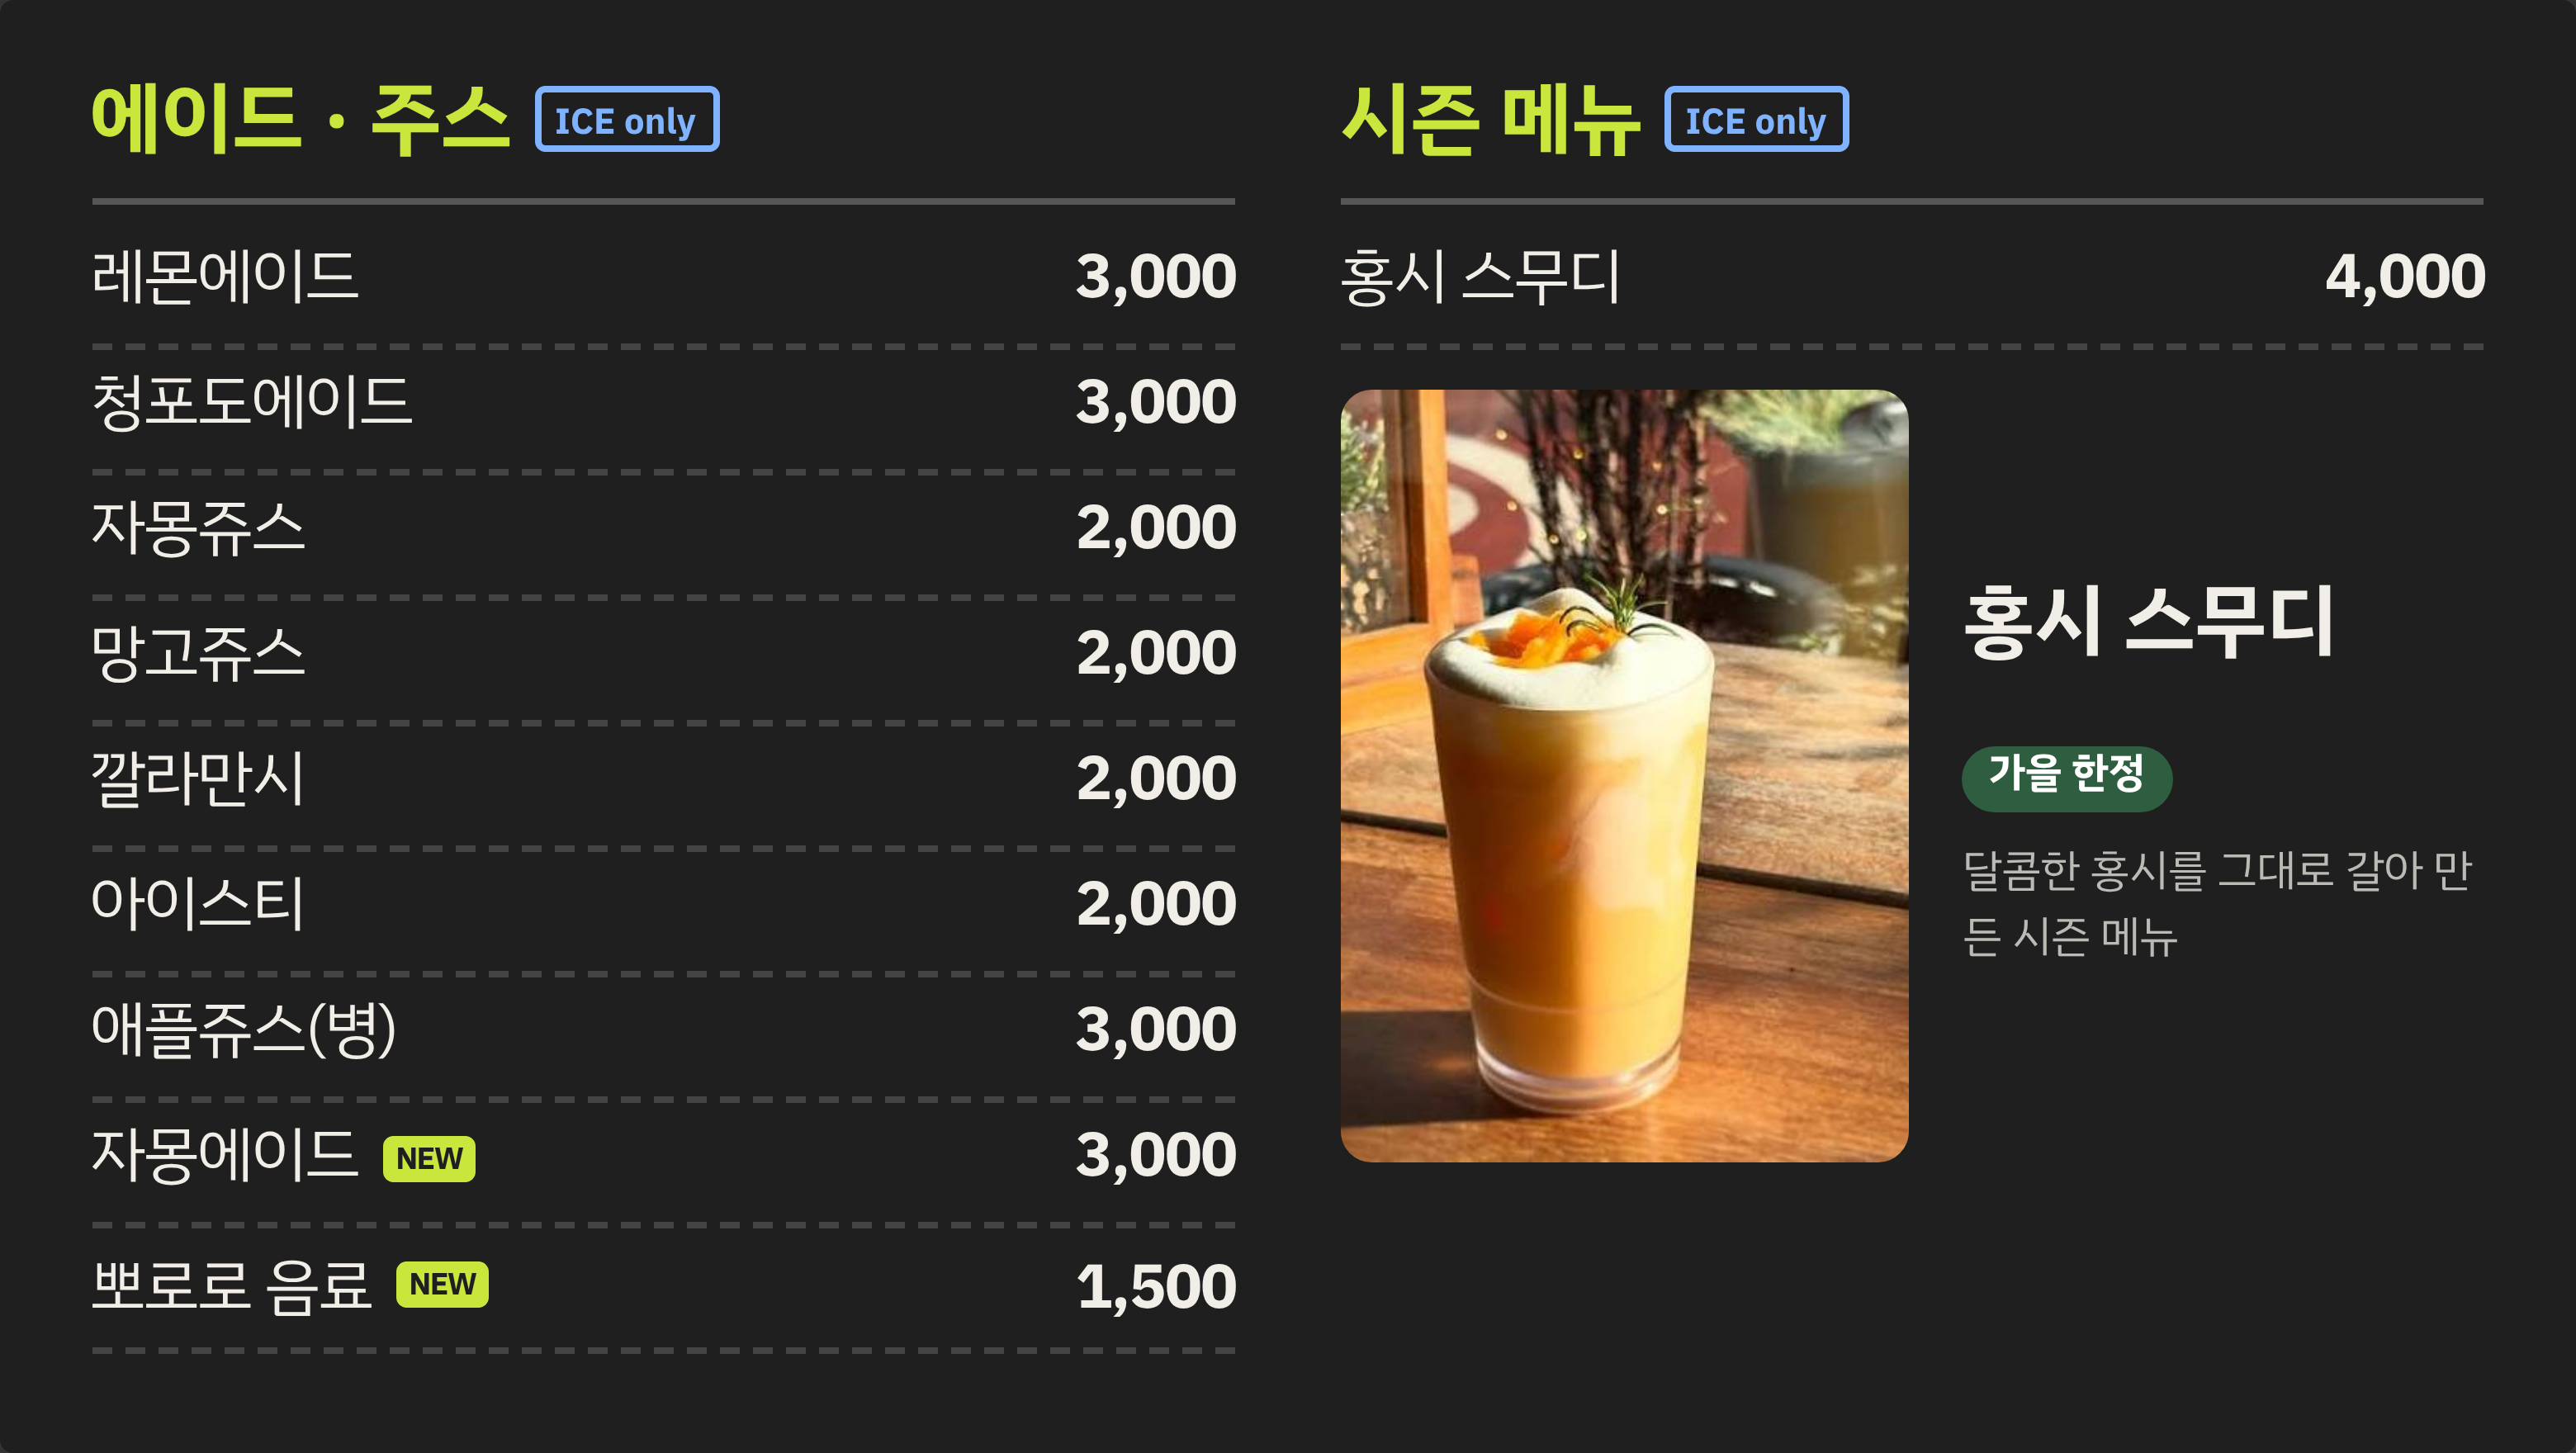 에이드 · 주스 ICE only
레몬에이드 3,000
청포도에이드 3,000
자몽쥬스 2,000
망고쥬스 2,000
깔라만시 2,000
아이스티 2,000
애플쥬스(병) 3,000
자몽에이드 NEW 3,000
뽀로로 음료 NEW 1,500
시즌 메뉴 ICE only
홍시 스무디 4,000
홍시 스무디
가을 한정
달콤한 홍시를 그대로 갈아 만
든 시즌 메뉴